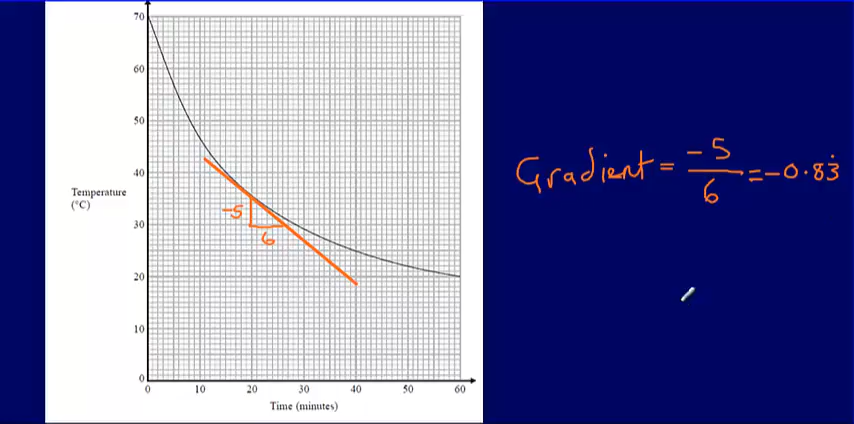 70
60
50
40
30
20
10
0
Temperature
(°C)
0 10 20 30 40 50 60
Time (minutes)
-5
6
Gradient = -5/6 = -0.83̇